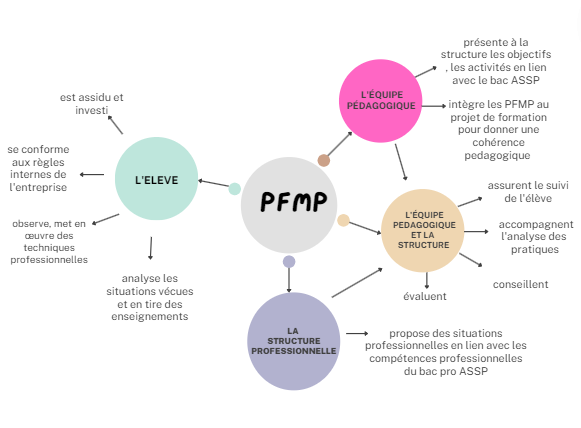 présente à la
structure les objectifs
, les activités en lien
avec le bac ASSP
L'ÉQUIPE
PÉDAGOGIQUE
intègre les PFMP au
projet de formation
pour donner une
cohérence
pedagogique
est assidu et
investi
se conforme
aux règles
internes de
l'entreprise
L'ELEVE
PFMP
observe, met en
œuvre des
techniques
professionnelles
analyse les
situations vécues
et en tire des
enseignements
L'ÉQUIPE
PEDAGOGIQUE
ET LA
STRUCTURE
assurent le suivi
de l'élève
accompagnent
l'analyse des
pratiques
conseillent
évaluent
LA
STRUCTURE
PROFESSIONNELLE
propose des situations
professionnelles en lien avec les
compétences professionnelles
du bac pro ASSP